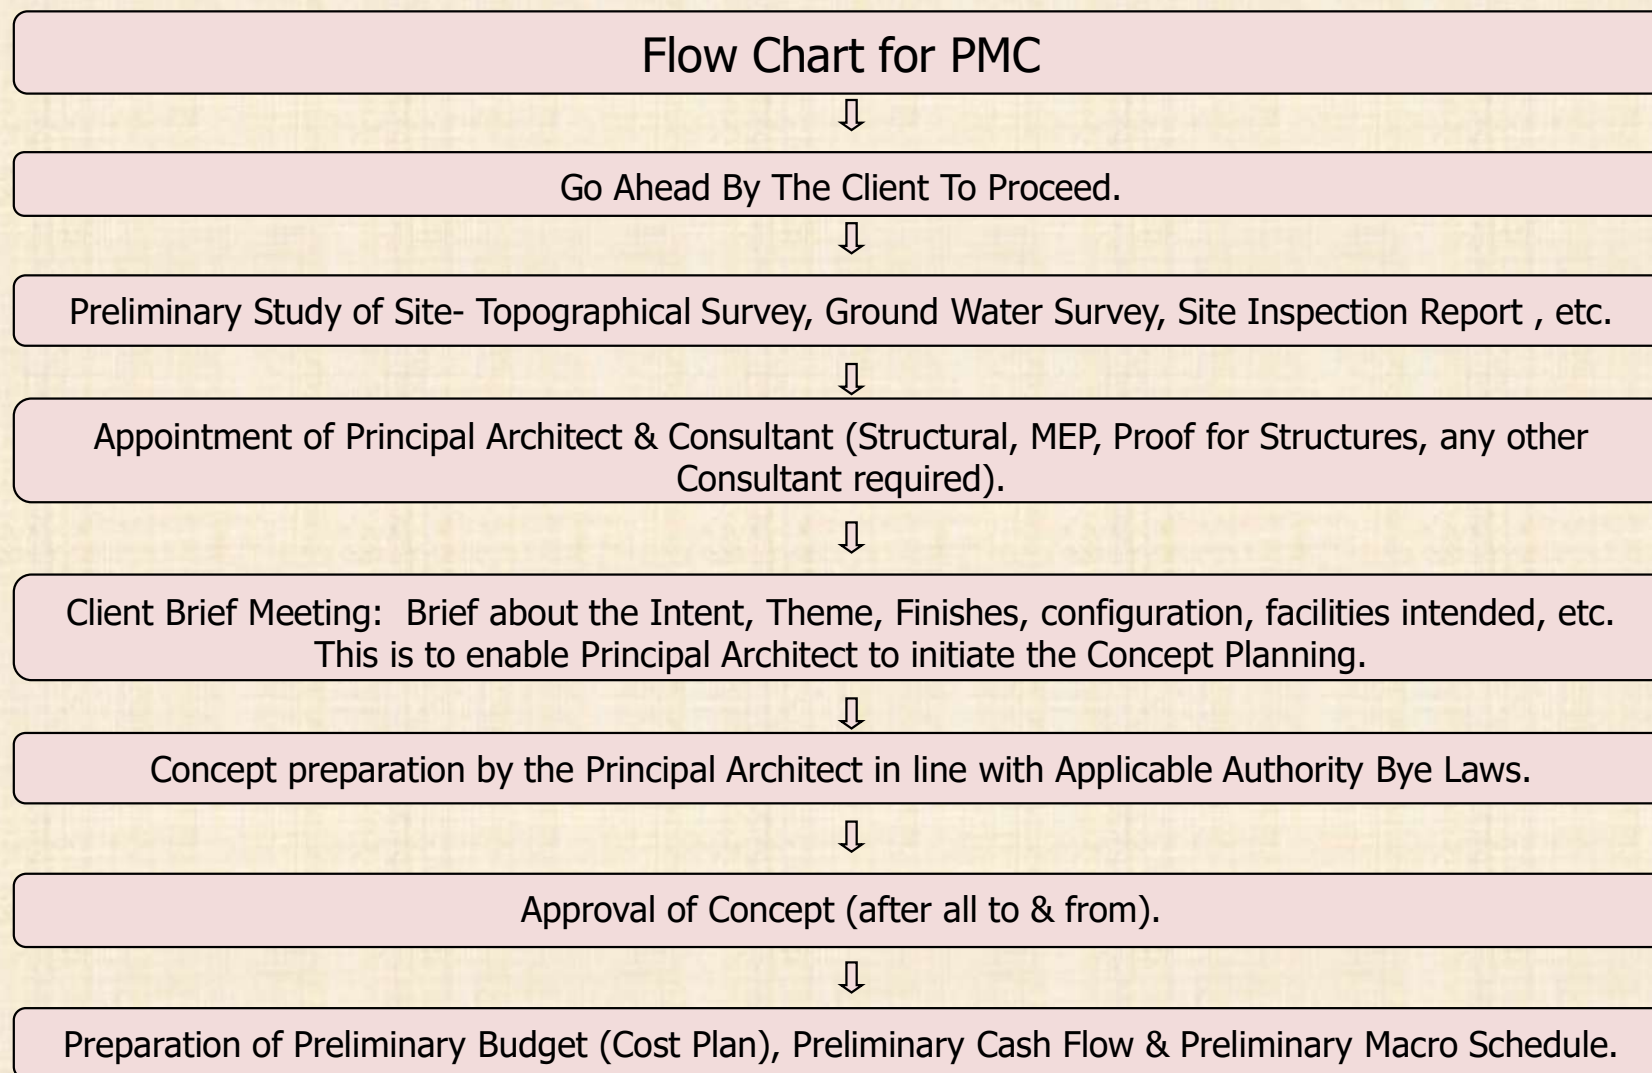 Flow Chart for PMC
Go Ahead By The Client To Proceed.
Preliminary Study of Site- Topographical Survey, Ground Water Survey, Site Inspection Report , etc.
Appointment of Principal Architect & Consultant (Structural, MEP, Proof for Structures, any other
Consultant required).
Client Brief Meeting:  Brief about the Intent, Theme, Finishes, configuration, facilities intended, etc.
This is to enable Principal Architect to initiate the Concept Planning.
Concept preparation by the Principal Architect in line with Applicable Authority Bye Laws.
Approval of Concept (after all to & from).
Preparation of Preliminary Budget (Cost Plan), Preliminary Cash Flow & Preliminary Macro Schedule.